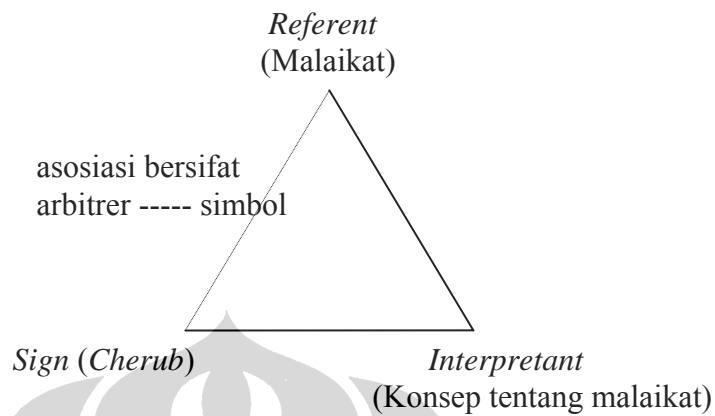 Referent
(Malaikat)
asosiasi bersifat
arbitrer ----- simbol
Sign (Cherub)
Interpretant
(Konsep tentang malaikat)